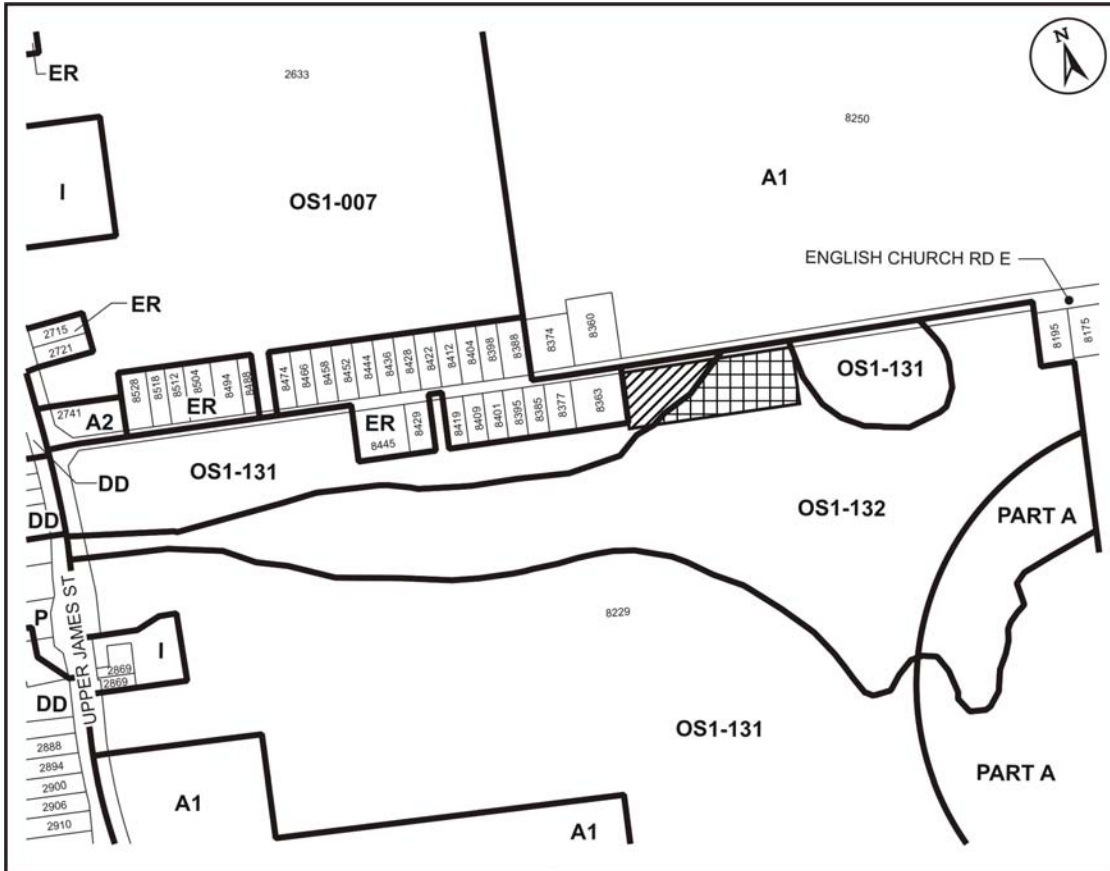 N
ER
2633
8250
I
A1
OS1-007
ENGLISH CHURCH RD E
ER
2715
2721
8374
8360
8195
8175
8528
8518
8512
8504
8494
8488
8474
8466
8458
8452
8444
8436
8428
8422
8412
8404
8398
8388
OS1-131
2741
A2
ER
ER
8445
8429
8419
8409
8401
8395
8385
8377
8363
OS1-131
DD
DD
OS1-132
PART A
8229
P
UPPER JAMES ST
I
2869
2869
DD
OS1-131
2888
2894
2900
2906
2910
PART A
A1
A1